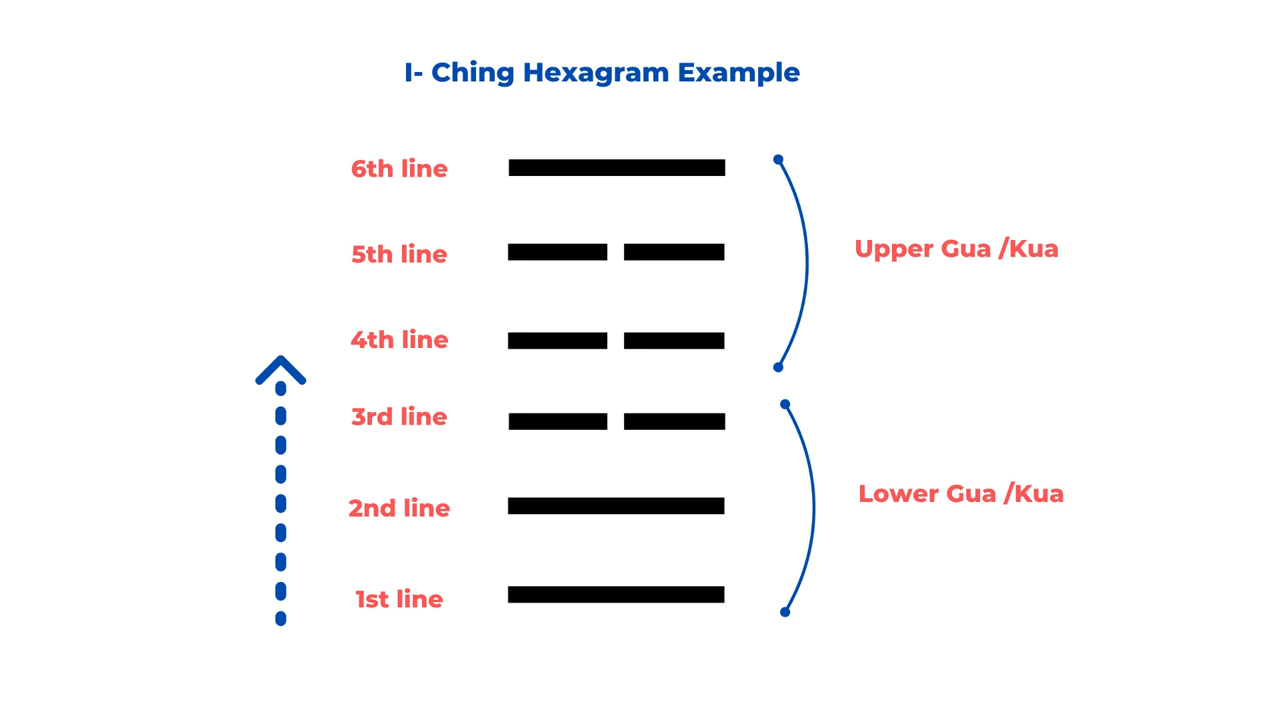 I- Ching Hexagram Example
6th line
5th line
Upper Gua /Kua
4th line
3rd line
Lower Gua /Kua
2nd line
1st line